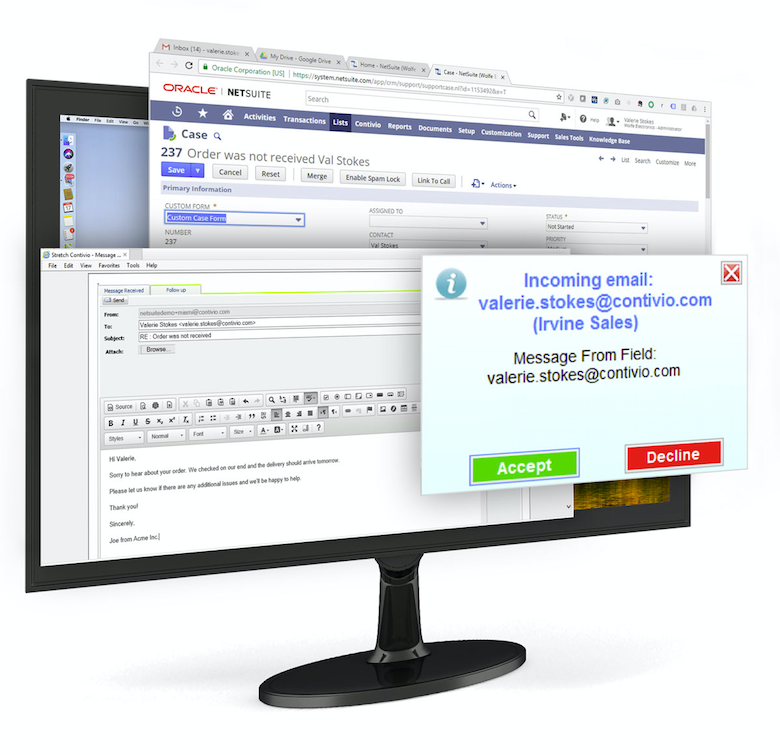 Inbox (14) - valerie.stokes
My Drive - Google Drive
Home - NetSuite (Wolfe
Case - NetSuite (Wolfe
Oracle Corporation [US]
https://system.netsuite.com/app/crm/support/supportcase.nl?id=1153492&e=T
ORACLE NETSUITE
Search
Help
Valerie Stokes
Wolfe Electronics - Administrator
Activities Transactions Lists Contivio Reports Documents Setup Customization Support Sales Tools Knowledge Base
Case
List Search Customize More
237 Order was not received Val Stokes
Save Cancel Reset Merge Enable Spam Lock Link To Call Actions
Primary Information
CUSTOM FORM *
Custom Case Form
NUMBER
237
ASSIGNED TO
CONTACT
Val Stokes
STATUS *
Not Started
PRIORITY
Finder File Edit View
Stretch Contivio - Message ...
File Edit View Favorites Tools Help
Message Received Follow up
Send
From: netsuitedemo+miami@contivio.com
To: Valerie Stokes <valerie.stokes@contivio.com>
Subject: RE : Order was not received
Attach: Browse...
Source
B I U S
Styles Normal Font Size
Hi Valerie,
Sorry to hear about your order. We checked on our end and the delivery should arrive tomorrow.
Please let us know if there are any additional issues and we'll be happy to help.
Thank you!
Sincerely,
Joe from Acme Inc.
Incoming email:
valerie.stokes@contivio.com
(Irvine Sales)
Message From Field:
valerie.stokes@contivio.com
Accept
Decline